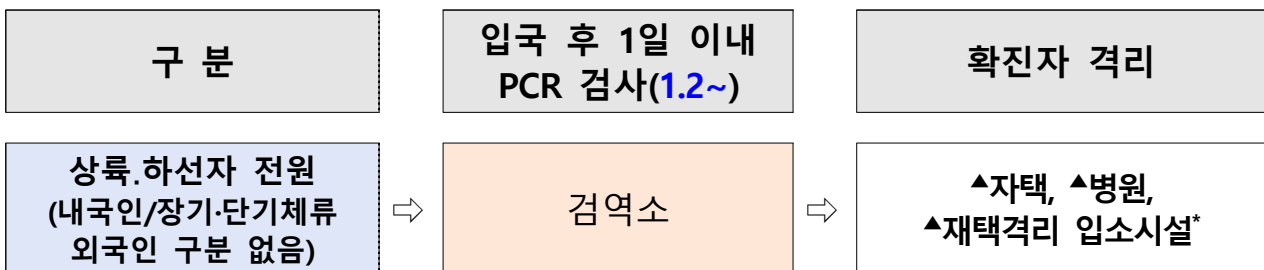 구 분
입국 후 1일 이내
PCR 검사(1.2~)
확진자 격리
상륙.하선자 전원
(내국인/장기·단기체류
외국인 구분 없음)
⇨
검역소
⇨
▲자택, ▲병원,
▲재택격리 입소시설*